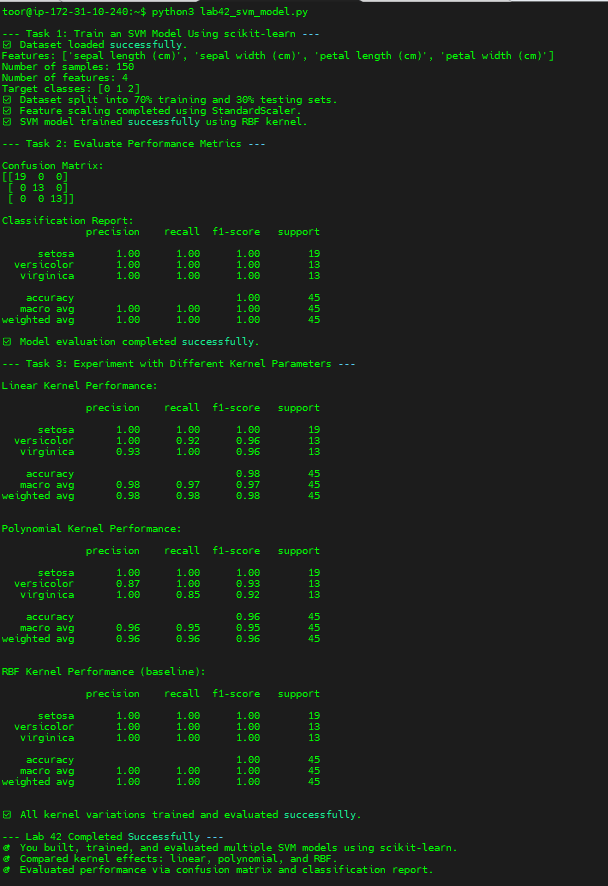 toor@ip-172-31-10-240:~$ python3 lab42_svm_model.py
--- Task 1: Train an SVM Model Using scikit-learn ---
☑ Dataset loaded successfully.
Features: ['sepal length (cm)', 'sepal width (cm)', 'petal length (cm)', 'petal width (cm)']
Number of samples: 150
Number of features: 4
Target classes: [0 1 2]
☑ Dataset split into 70% training and 30% testing sets.
☑ Feature scaling completed using StandardScaler.
☑ SVM model trained successfully using RBF kernel.
--- Task 2: Evaluate Performance Metrics ---
Confusion Matrix:
[[19  0  0]
 [ 0 13  0]
 [ 0  0 13]]
Classification Report:
              precision    recall  f1-score   support
      setosa       1.00      1.00      1.00        19
  versicolor       1.00      1.00      1.00        13
   virginica       1.00      1.00      1.00        13
    accuracy                           1.00        45
   macro avg       1.00      1.00      1.00        45
weighted avg       1.00      1.00      1.00        45
☑ Model evaluation completed successfully.
--- Task 3: Experiment with Different Kernel Parameters ---
Linear Kernel Performance:
              precision    recall  f1-score   support
      setosa       1.00      1.00      1.00        19
  versicolor       1.00      0.92      0.96        13
   virginica       0.93      1.00      0.96        13
    accuracy                           0.98        45
   macro avg       0.98      0.97      0.97        45
weighted avg       0.98      0.98      0.98        45
Polynomial Kernel Performance:
              precision    recall  f1-score   support
      setosa       1.00      1.00      1.00        19
  versicolor       0.87      1.00      0.93        13
   virginica       1.00      0.85      0.92        13
    accuracy                           0.96        45
   macro avg       0.96      0.95      0.95        45
weighted avg       0.96      0.96      0.96        45
RBF Kernel Performance (baseline):
              precision    recall  f1-score   support
      setosa       1.00      1.00      1.00        19
  versicolor       1.00      1.00      1.00        13
   virginica       1.00      1.00      1.00        13
    accuracy                           1.00        45
   macro avg       1.00      1.00      1.00        45
weighted avg       1.00      1.00      1.00        45
☑ All kernel variations trained and evaluated successfully.
--- Lab 42 Completed Successfully ---
You built, trained, and evaluated multiple SVM models using scikit-learn.
Compared kernel effects: linear, polynomial, and RBF.
Evaluated performance via confusion matrix and classification report.